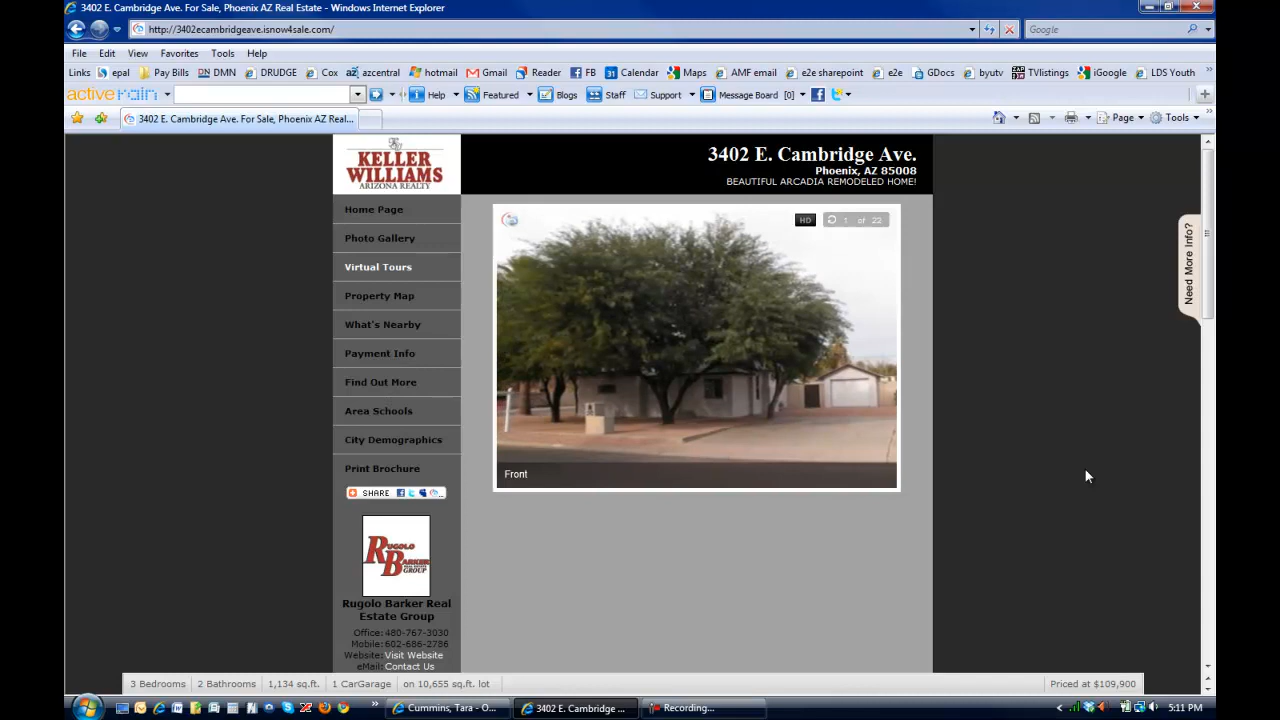 3402 E. Cambridge Ave. For Sale, Phoenix AZ Real Estate - Windows Internet Explorer
http://3402ecambridgeave.isnow4sale.com/
Google
File Edit View Favorites Tools Help
Links epal Pay Bills DMN DRUDGE Cox azcentral hotmail Gmail Reader FB 31 Calendar Maps AMF email e2e sharepoint e2e GDocs byutv TVlistings iGoogle LDS Youth
activerain Help Featured Blogs Staff Support Message Board [0]
3402 E. Cambridge Ave. For Sale, Phoenix AZ Real... Page Tools
KELLER
WILLIAMS
ARIZONA REALTY
3402 E. Cambridge Ave.
Phoenix, AZ 85008
BEAUTIFUL ARCADIA REMODELED HOME!
Home Page
Photo Gallery
Virtual Tours
Property Map
What's Nearby
Payment Info
Find Out More
Area Schools
City Demographics
Print Brochure
SHARE
HD 1 of 22
Front
Need More Info?
RUGOLO
BARKER
Rugolo Barker Real
Estate Group
Office: 480-767-3030
Mobile: 602-686-2786
Website: Visit Website
eMail: Contact Us
3 Bedrooms 2 Bathrooms 1,134 sq.ft. 1 CarGarage on 10,655 sq.ft. lot Priced at $109,900
Cummins, Tara - O... 3402 E. Cambridge ... Recording... 5:11 PM